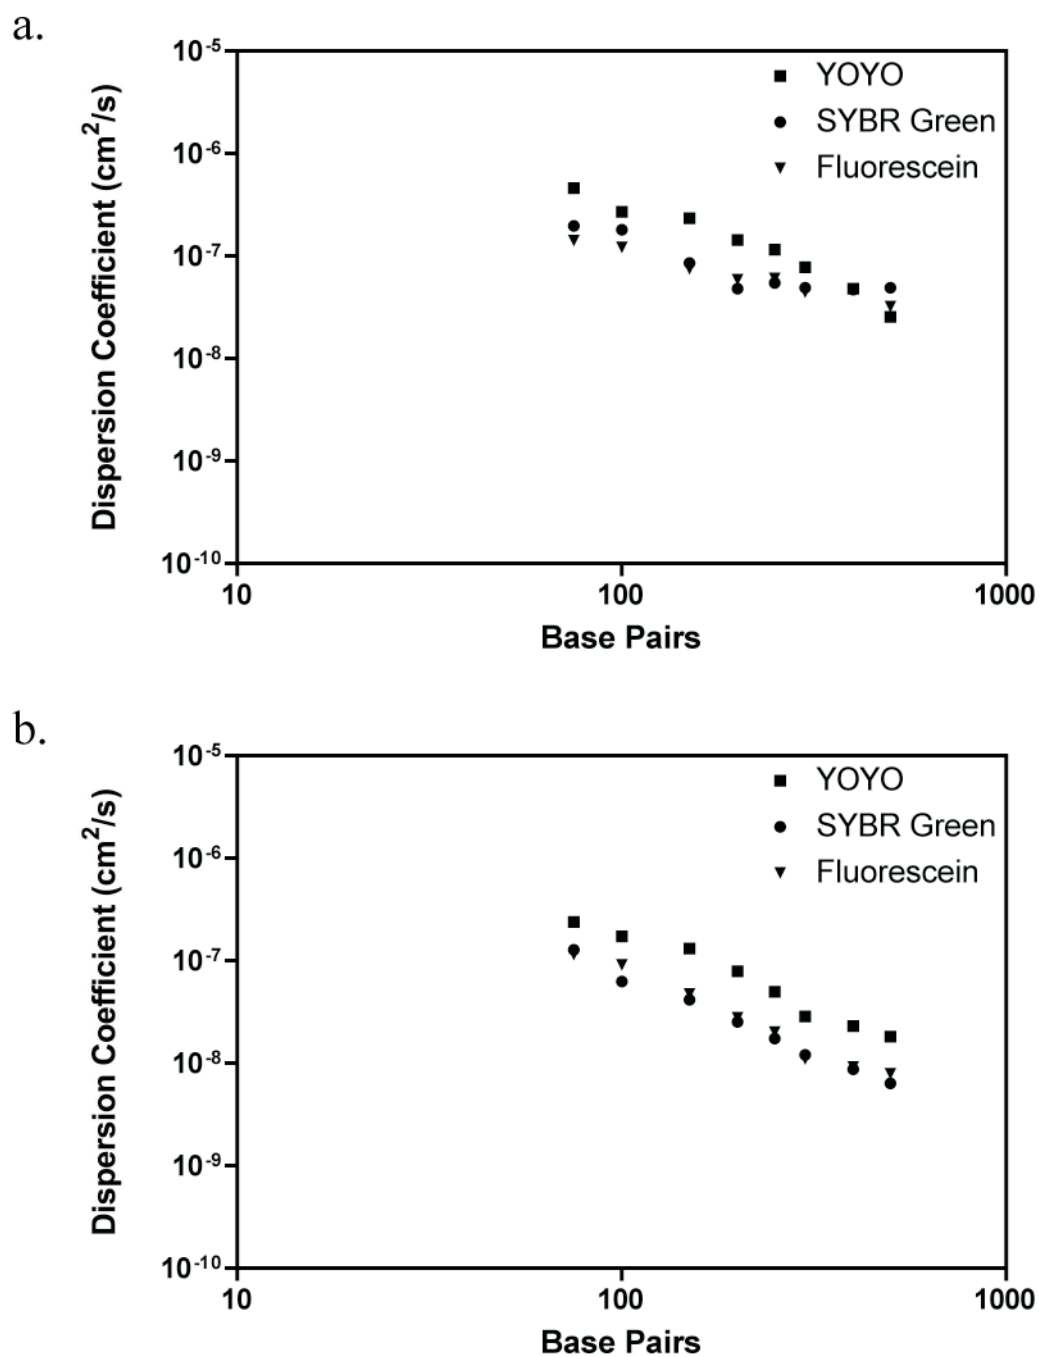 a.
10^-5
10^-6
10^-7
10^-8
10^-9
10^-10
Dispersion Coefficient (cm^2/s)
YOYO
SYBR Green
Fluorescein
10 100 1000
Base Pairs
b.
10^-5
10^-6
10^-7
10^-8
10^-9
10^-10
Dispersion Coefficient (cm^2/s)
YOYO
SYBR Green
Fluorescein
10 100 1000
Base Pairs